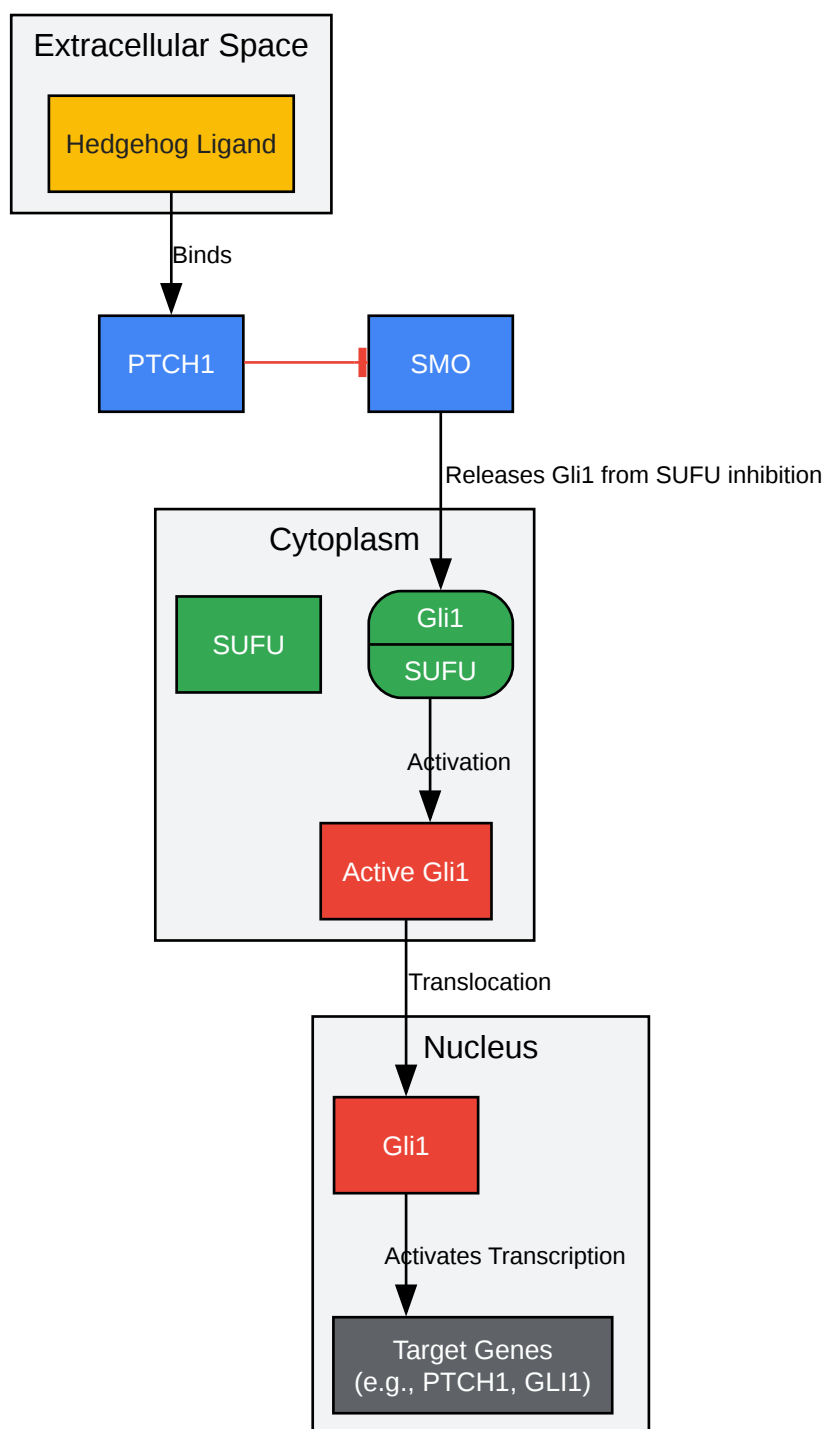 Extracellular Space
Hedgehog Ligand
Binds
PTCH1
SMO
Releases Gli1 from SUFU inhibition
Cytoplasm
SUFU
Gli1
SUFU
Activation
Active Gli1
Translocation
Nucleus
Gli1
Activates Transcription
Target Genes
(e.g., PTCH1, GLI1)